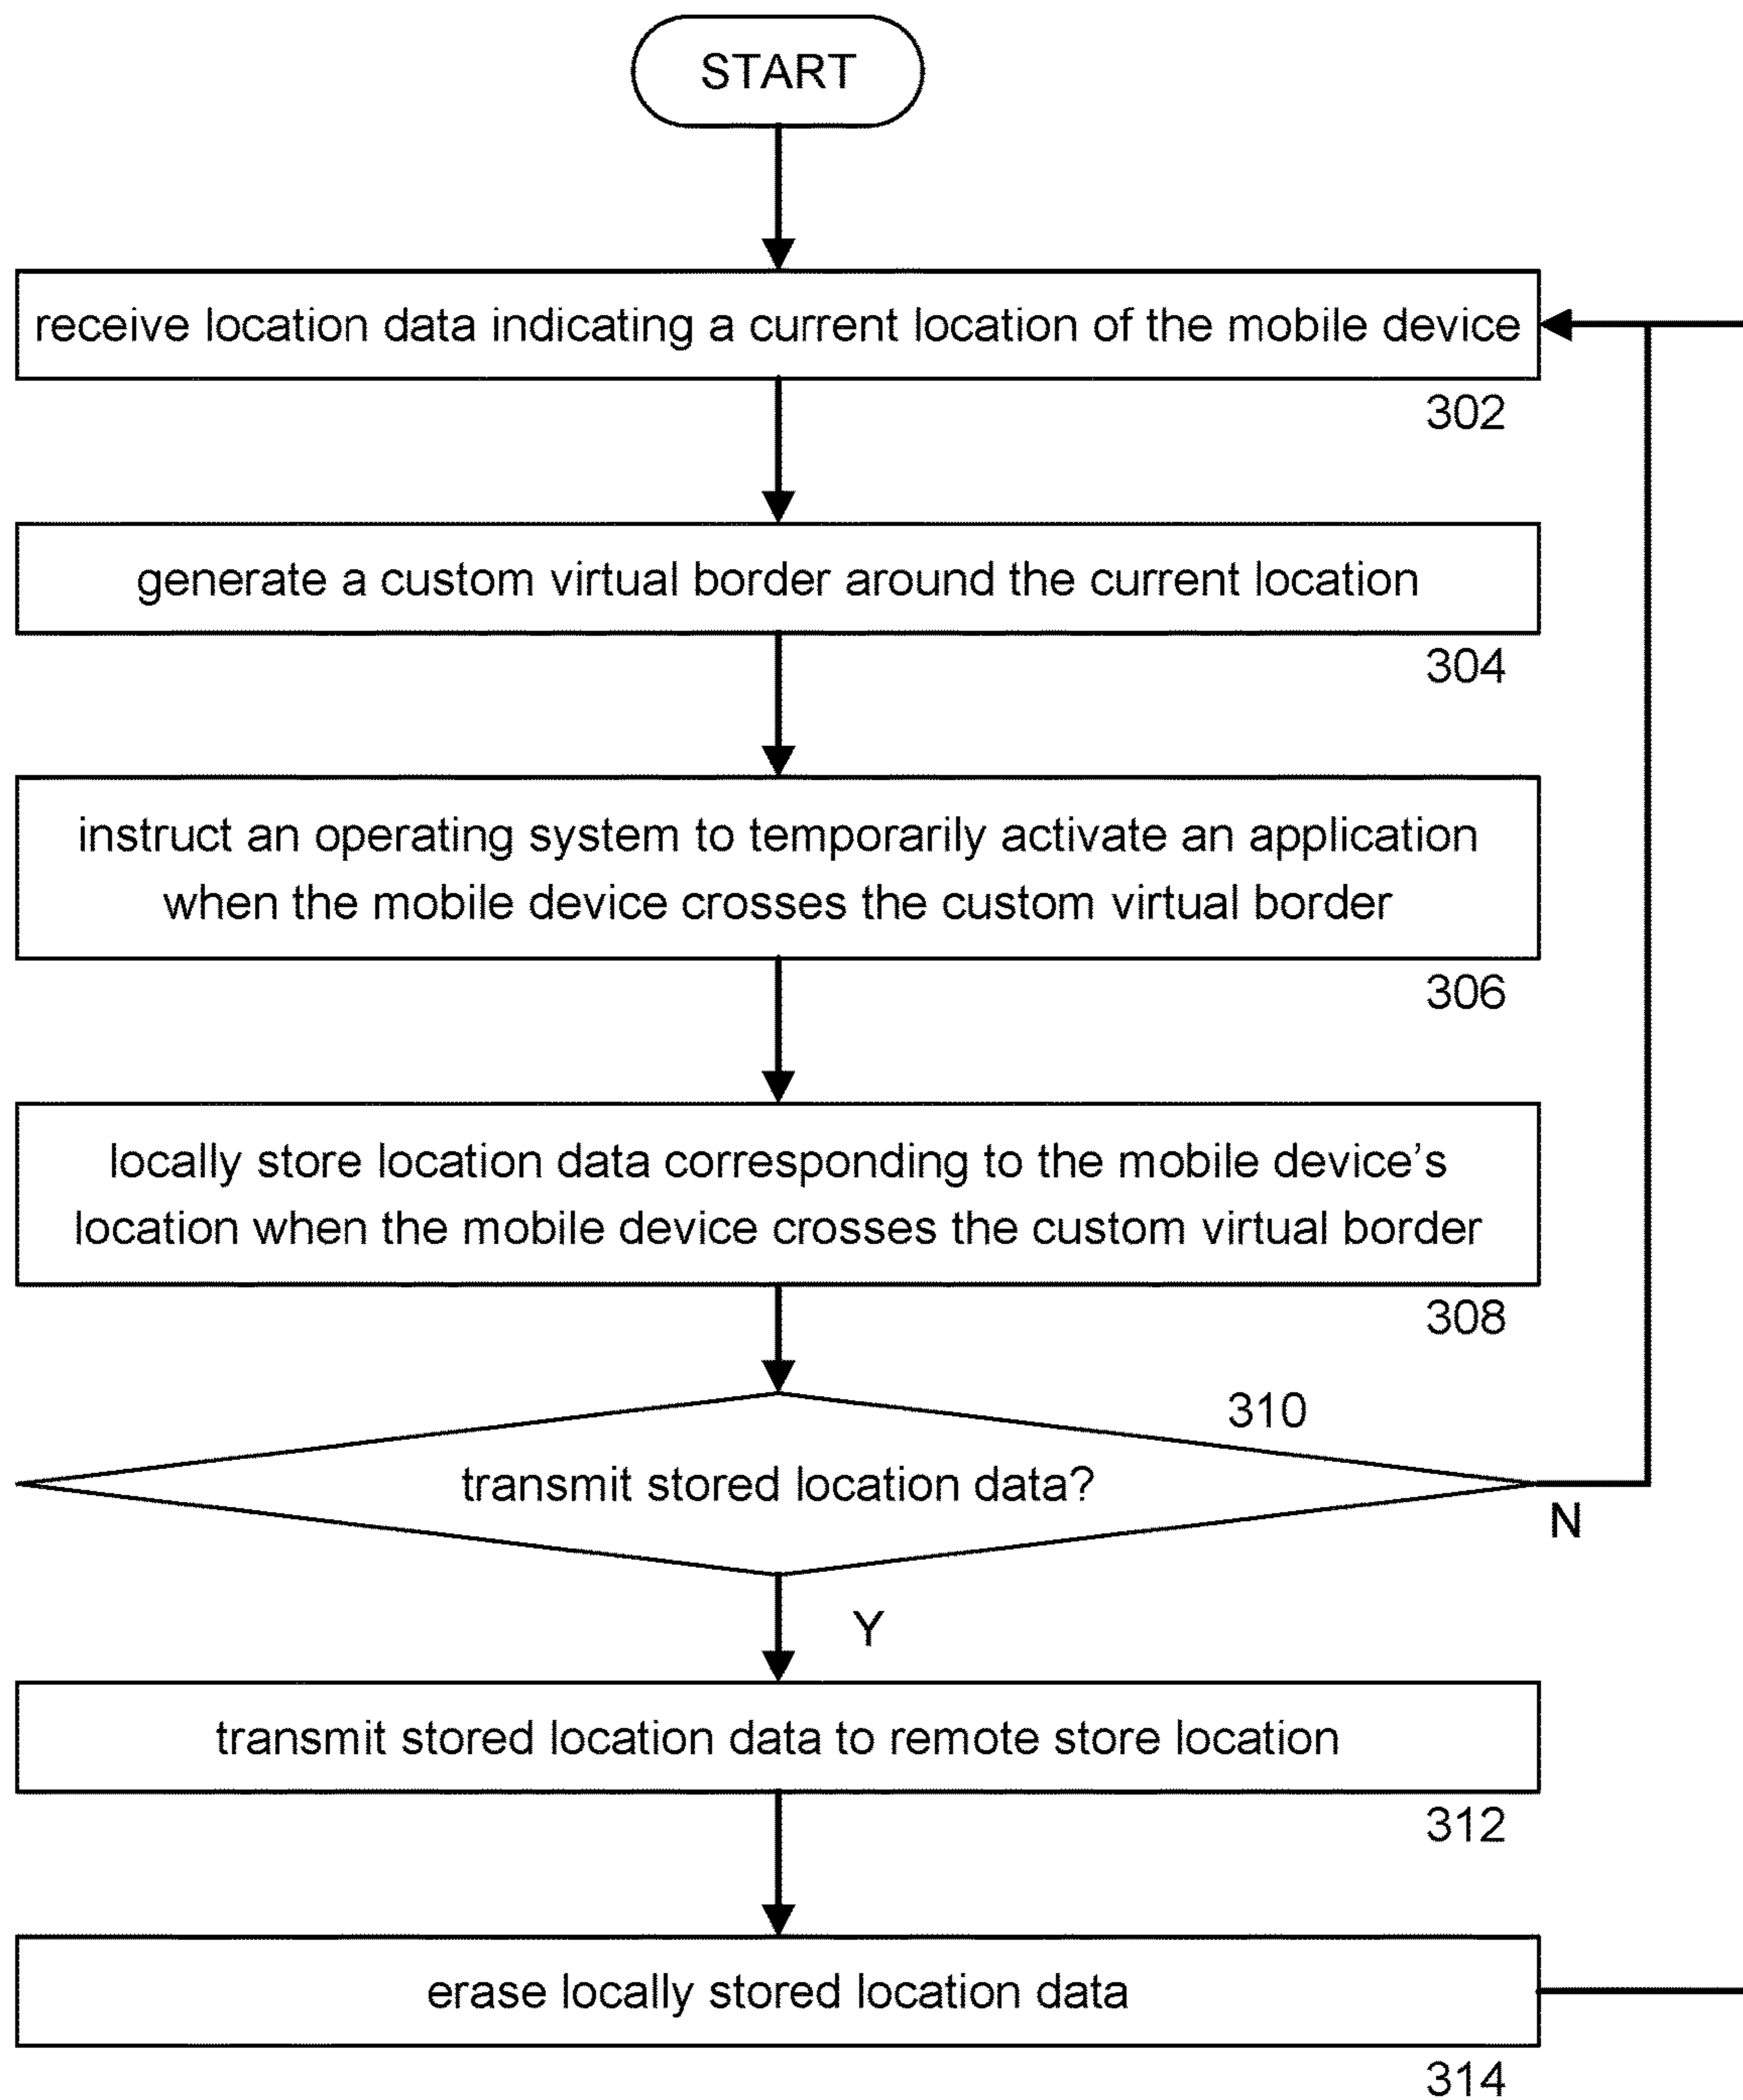 START
receive location data indicating a current location of the mobile device
302
generate a custom virtual border around the current location
304
instruct an operating system to temporarily activate an application
when the mobile device crosses the custom virtual border
306
locally store location data corresponding to the mobile device’s
location when the mobile device crosses the custom virtual border
308
310
transmit stored location data?
N
Y
transmit stored location data to remote store location
312
erase locally stored location data
314